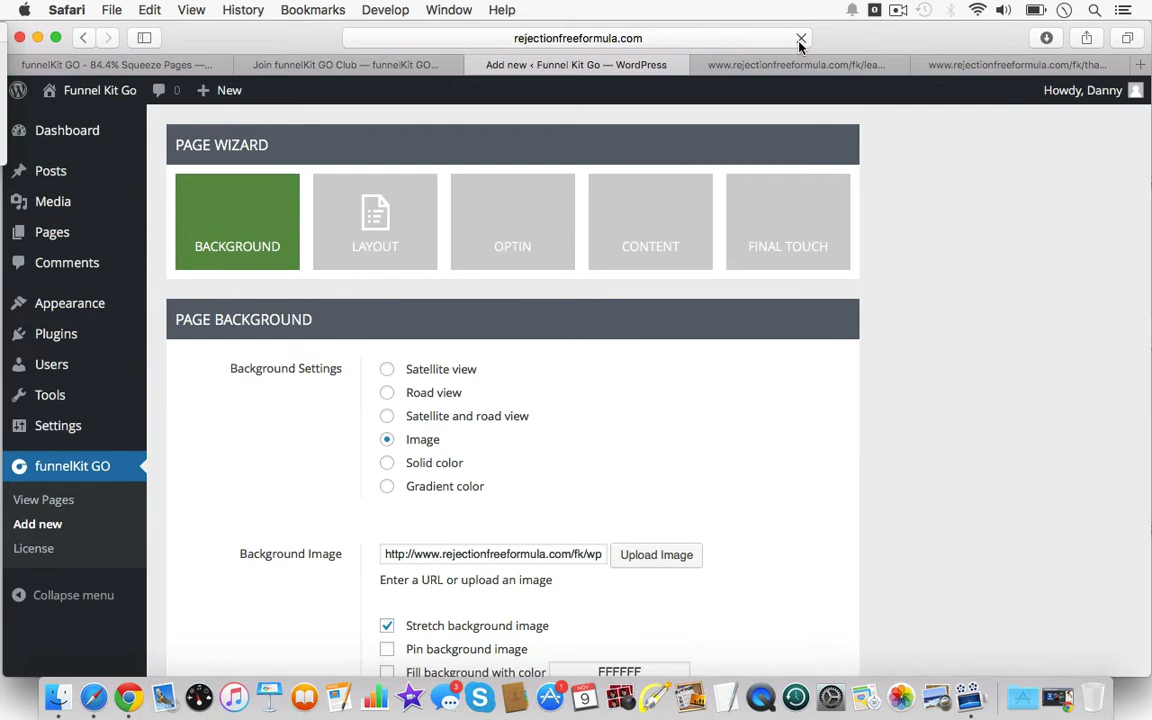 Safari File Edit View History Bookmarks Develop Window Help
rejectionfreeformula.com
funnelKit GO - 84.4% Squeeze Pages —... Join funnelKit GO Club — funnelKit GO... Add new ‹ Funnel Kit Go — WordPress www.rejectionfreeformula.com/fk/lea... www.rejectionfreeformula.com/fk/tha...
Funnel Kit Go 0 New Howdy, Danny
Dashboard
Posts
Media
Pages
Comments
Appearance
Plugins
Users
Tools
Settings
funnelKit GO
View Pages
Add new
License
Collapse menu
PAGE WIZARD
BACKGROUND LAYOUT OPTIN CONTENT FINAL TOUCH
PAGE BACKGROUND
Background Settings
Satellite view
Road view
Satellite and road view
Image
Solid color
Gradient color
Background Image http://www.rejectionfreeformula.com/fk/wp Upload Image
Enter a URL or upload an image
Stretch background image
Pin background image
Fill background with color FFFFFF
3
1
NOV
9